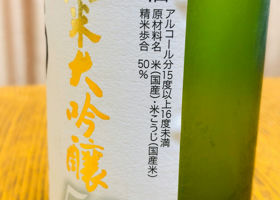 アルコール分15度以上16度未満
原材料名 米(国産)・米こうじ(国産米)
精米歩合 50%
米大吟醸